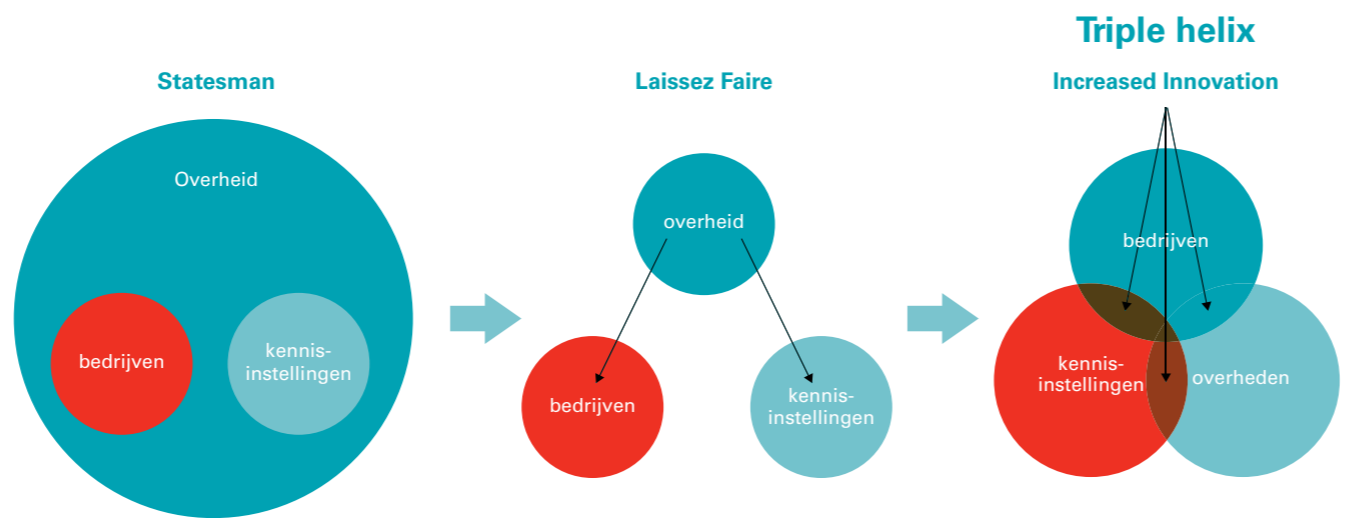 Statesman
Overheid
bedrijven
kennis-
instellingen
Laissez Faire
overheid
bedrijven
kennis-
instellingen
Triple helix
Increased Innovation
bedrijven
kennis-
instellingen
overheden